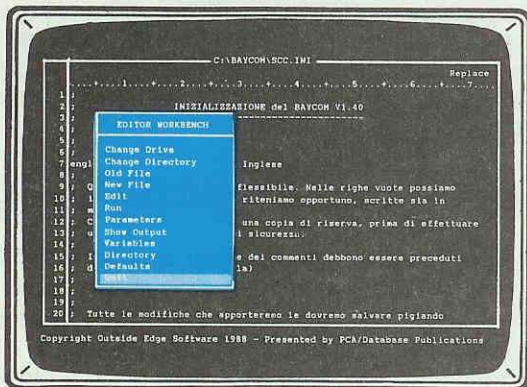 C:\BAYCOM\SCC.INI
Replace
....+....1....+....2....+....3....+....4....+....5....+....6....+....7....
1 ;
2 ; INIZIALIZZAZIONE del BAYCOM V1.40
3 ; ----------------------
4 ;
5 ;
6 ;
7 engl Inglese
8 ;
9 ; Q flessibile. Nelle righe vuote possiamo
10 ; i riteniamo opportuno, scritte sia in
11 ; m
12 ; C una copia di riserva, prima di effettuare
13 ; u i sicurezza.
14 ;
15 ; I e dei commenti debbono essere preceduti
16 ; d la)
17 ;
18 ;
19 ;
20 ; Tutte le modifiche che apporteremo le dovremo salvare pigiando
EDITOR WORKBENCH
Change Drive
Change Directory
Old File
New File
Edit
Run
Parameters
Show Output
Variables
Directory
Defaults
Quit
Copyright Outside Edge Software 1988 - Presented by PCA/Database Publications